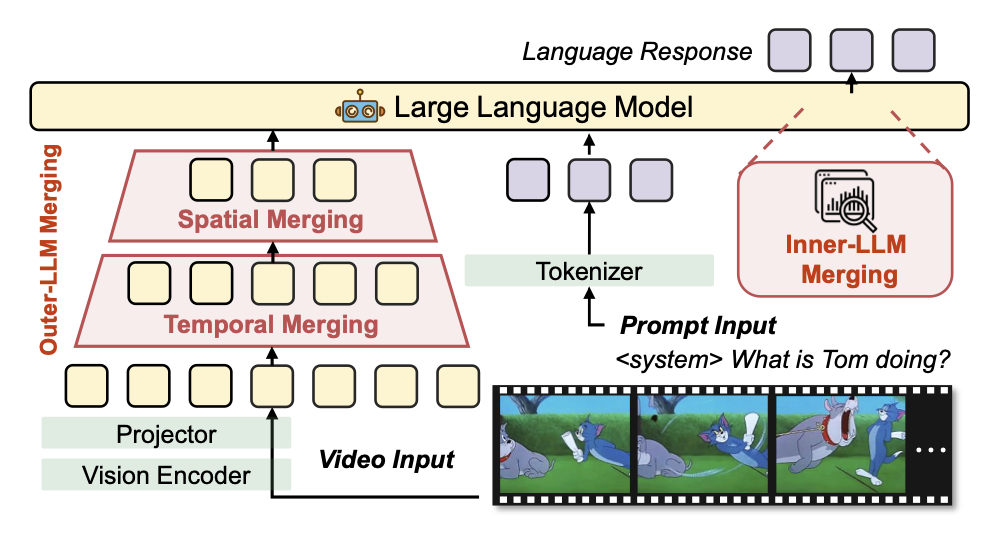 Language Response
Large Language Model
Outer-LLM Merging
Spatial Merging
Temporal Merging
Tokenizer
Inner-LLM
Merging
Prompt Input
<system> What is Tom doing?
Projector
Vision Encoder
Video Input
...